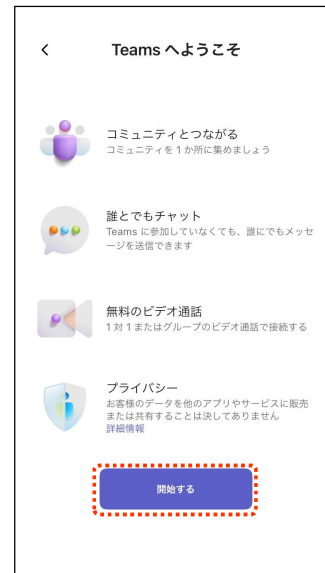 Teams へようこそ
コミュニティとつながる
コミュニティを 1 か所に集めましょう
誰とでもチャット
Teams に参加していなくても、誰にでもメッセ
ージを送信できます
無料のビデオ通話
1 対 1 またはグループのビデオ通話で接続する
プライバシー
お客様のデータを他のアプリやサービスに販売
または共有することは決してありません
詳細情報
開始する